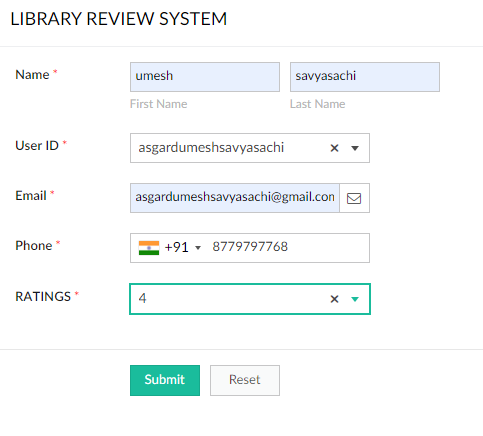 LIBRARY REVIEW SYSTEM
Name *
umesh savyasachi
First Name Last Name
User ID *
asgardumeshsavyasachi ×
Email *
asgardumeshsavyasachi@gmail.com
Phone *
+91 8779797768
RATINGS *
4 ×
Submit Reset